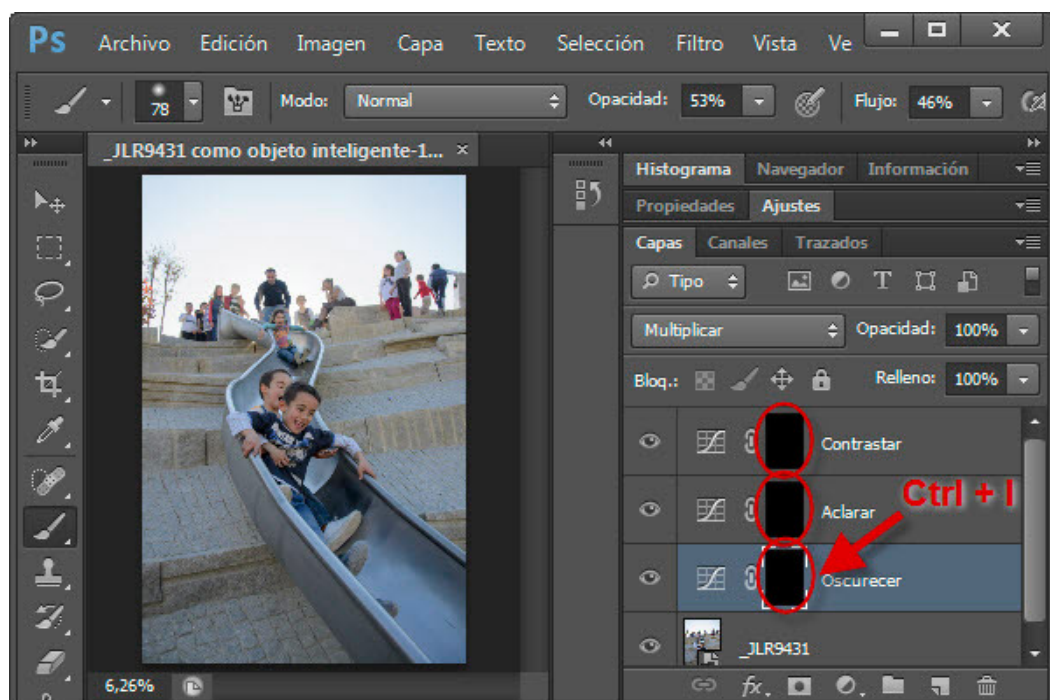 Ps Archivo Edición Imagen Capa Texto Selección Filtro Vista Ve
78 Modo: Normal Opacidad: 53% Flujo: 46%
_JLR9431 como objeto inteligente-1... ×
Histograma Navegador Información
Propiedades Ajustes
Capas Canales Trazados
Tipo T
Multiplicar Opacidad: 100%
Bloq.: Relleno: 100%
Contrastar
Ctrl + I
Aclarar
Oscurecer
_JLR9431
6,26% fx.